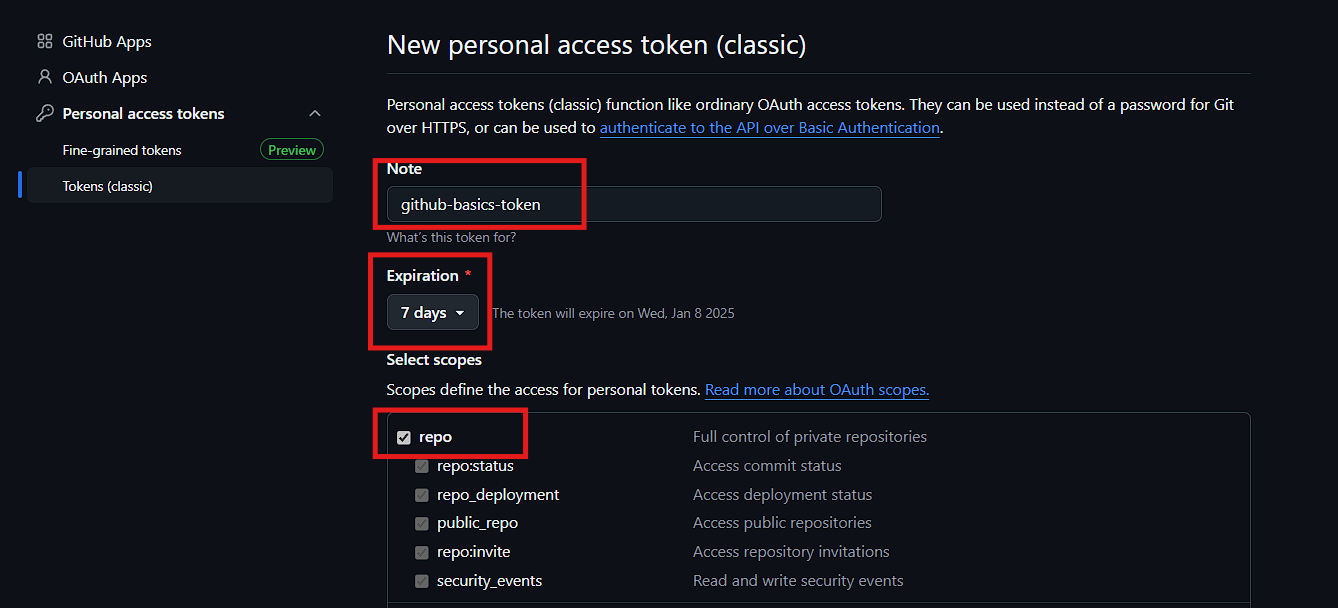 GitHub Apps
OAuth Apps
Personal access tokens
Fine-grained tokens Preview
Tokens (classic)
New personal access token (classic)
Personal access tokens (classic) function like ordinary OAuth access tokens. They can be used instead of a password for Git
over HTTPS, or can be used to authenticate to the API over Basic Authentication.
Note
github-basics-token
What's this token for?
Expiration *
7 days The token will expire on Wed, Jan 8 2025
Select scopes
Scopes define the access for personal tokens. Read more about OAuth scopes.
repo Full control of private repositories
repo:status Access commit status
repo_deployment Access deployment status
public_repo Access public repositories
repo:invite Access repository invitations
security_events Read and write security events